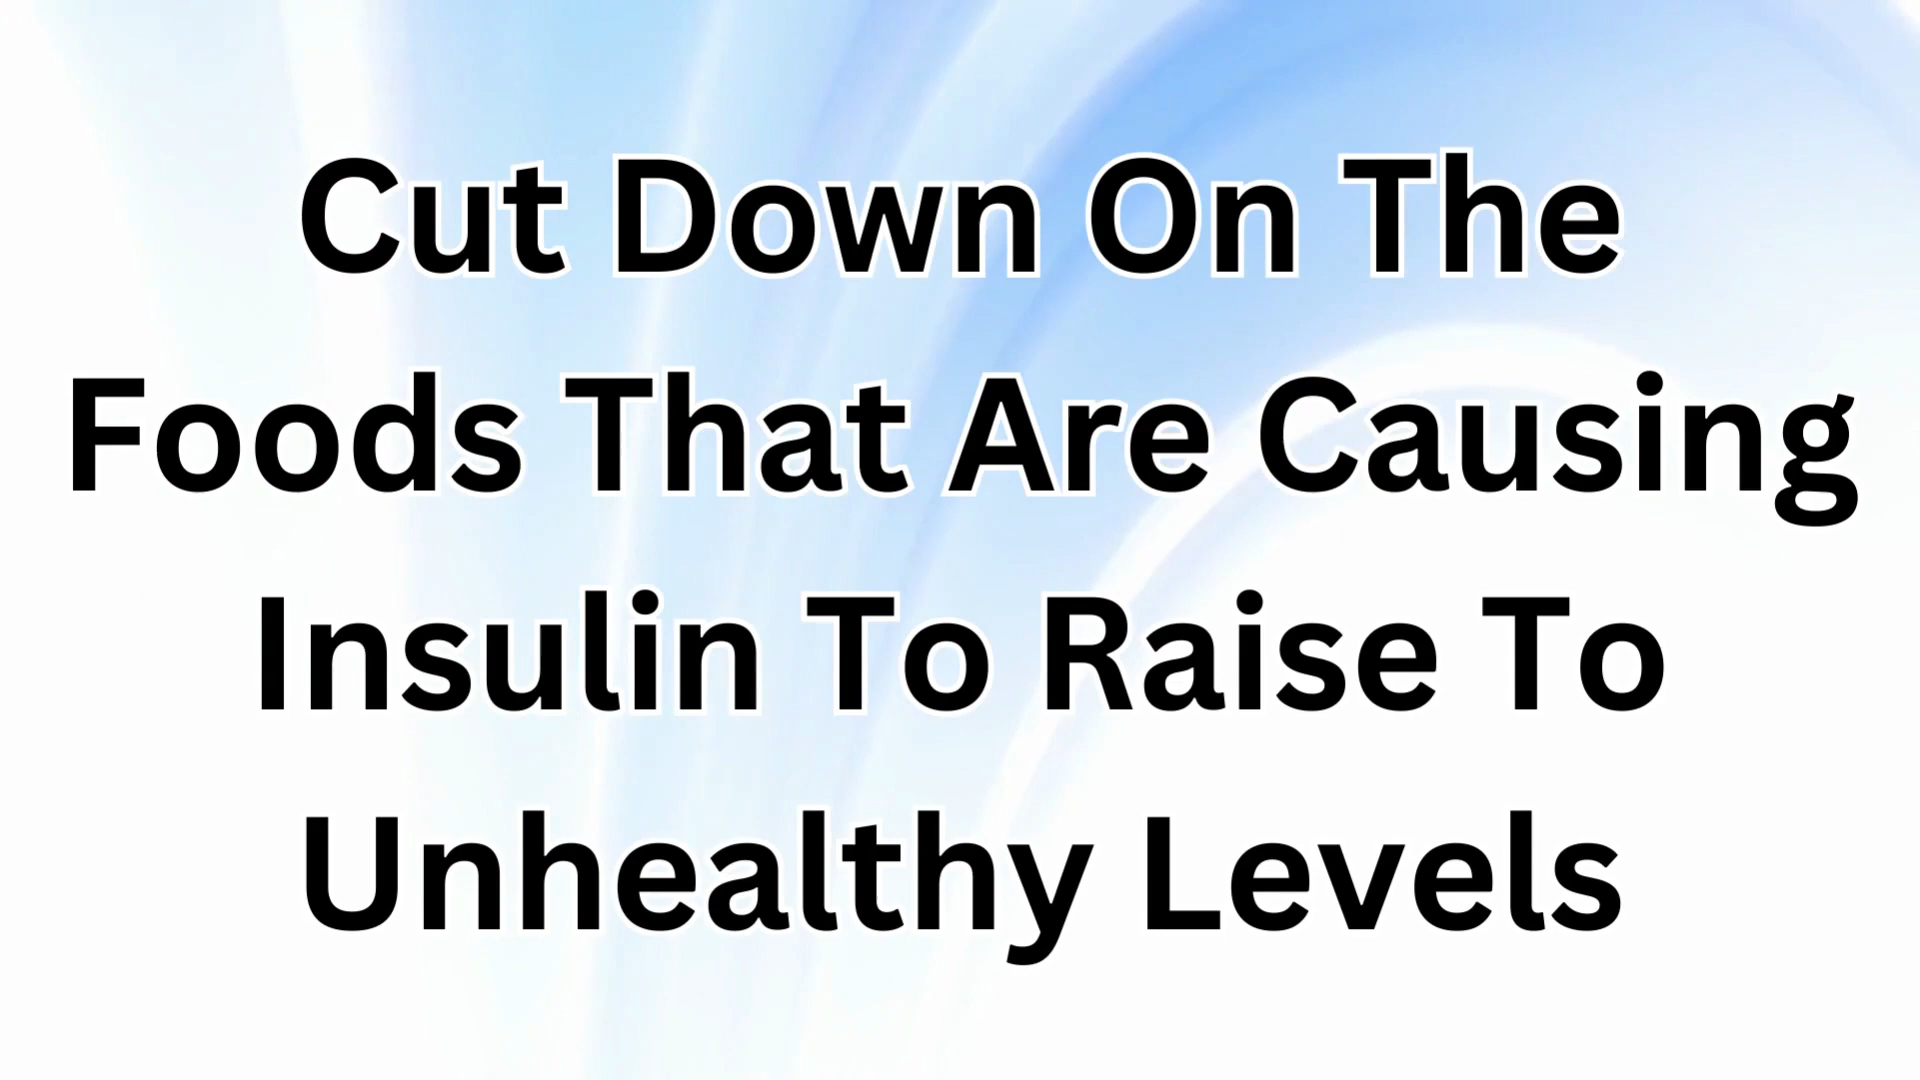 Cut Down On The
Foods That Are Causing
Insulin To Raise To
Unhealthy Levels